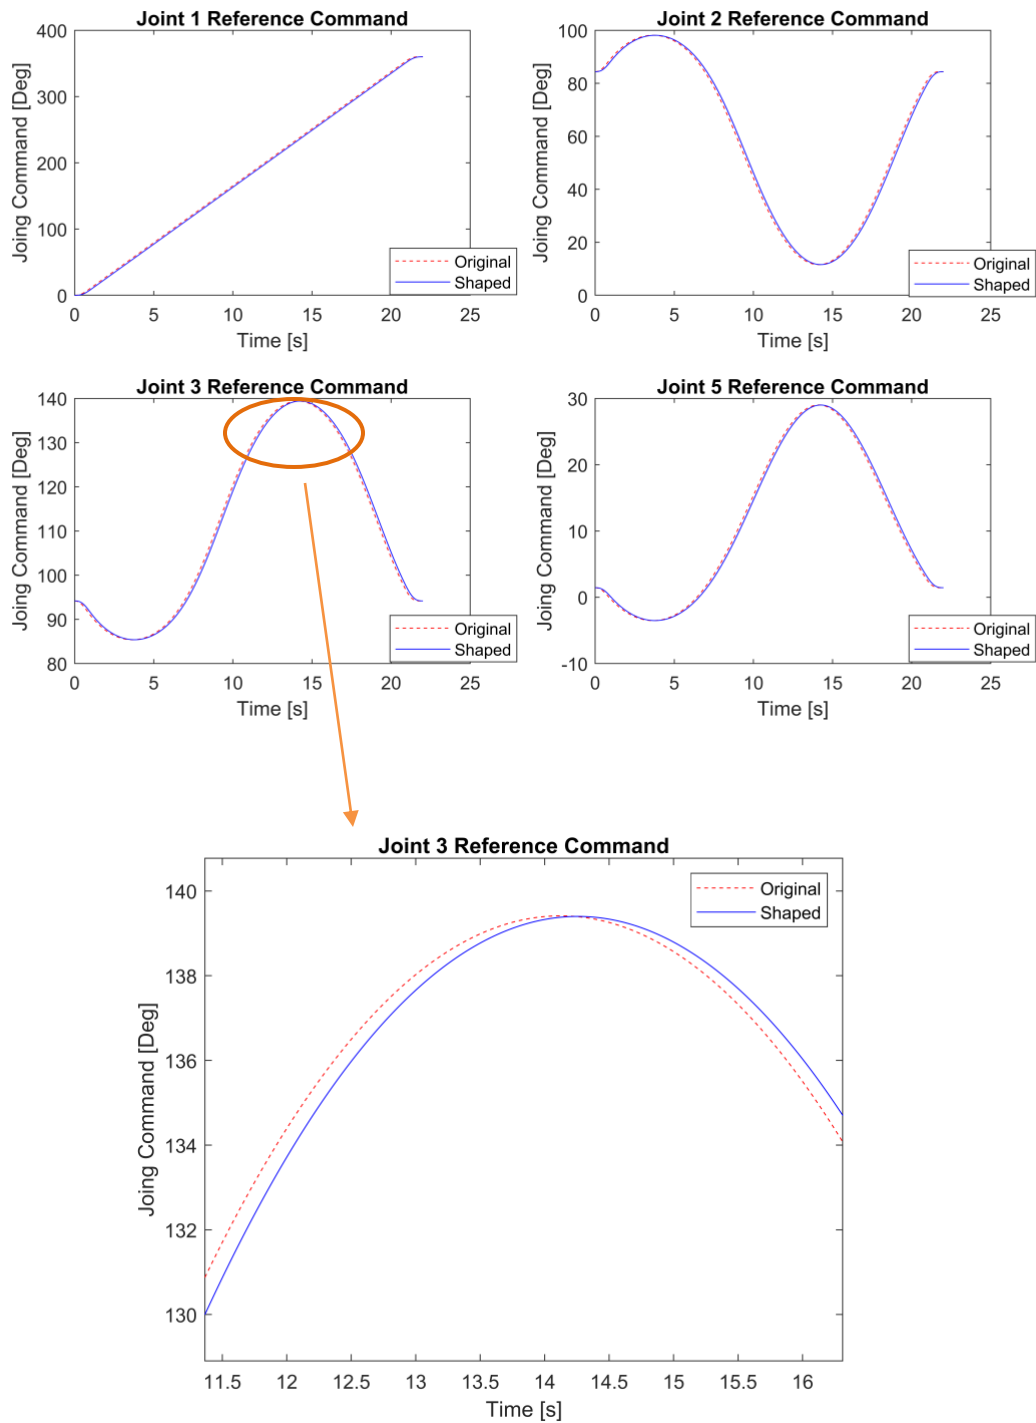 Joint 1 Reference Command
400
300
200
100
0
Joing Command [Deg]
0 5 10 15 20 25
Time [s]
Original
Shaped
Joint 2 Reference Command
100
80
60
40
20
0
Joing Command [Deg]
0 5 10 15 20 25
Time [s]
Original
Shaped
Joint 3 Reference Command
140
130
120
110
100
90
80
Joing Command [Deg]
0 5 10 15 20 25
Time [s]
Original
Shaped
Joint 5 Reference Command
30
20
10
0
-10
Joing Command [Deg]
0 5 10 15 20 25
Time [s]
Original
Shaped
Joint 3 Reference Command
140
138
136
134
132
130
Joing Command [Deg]
11.5 12 12.5 13 13.5 14 14.5 15 15.5 16
Time [s]
Original
Shaped